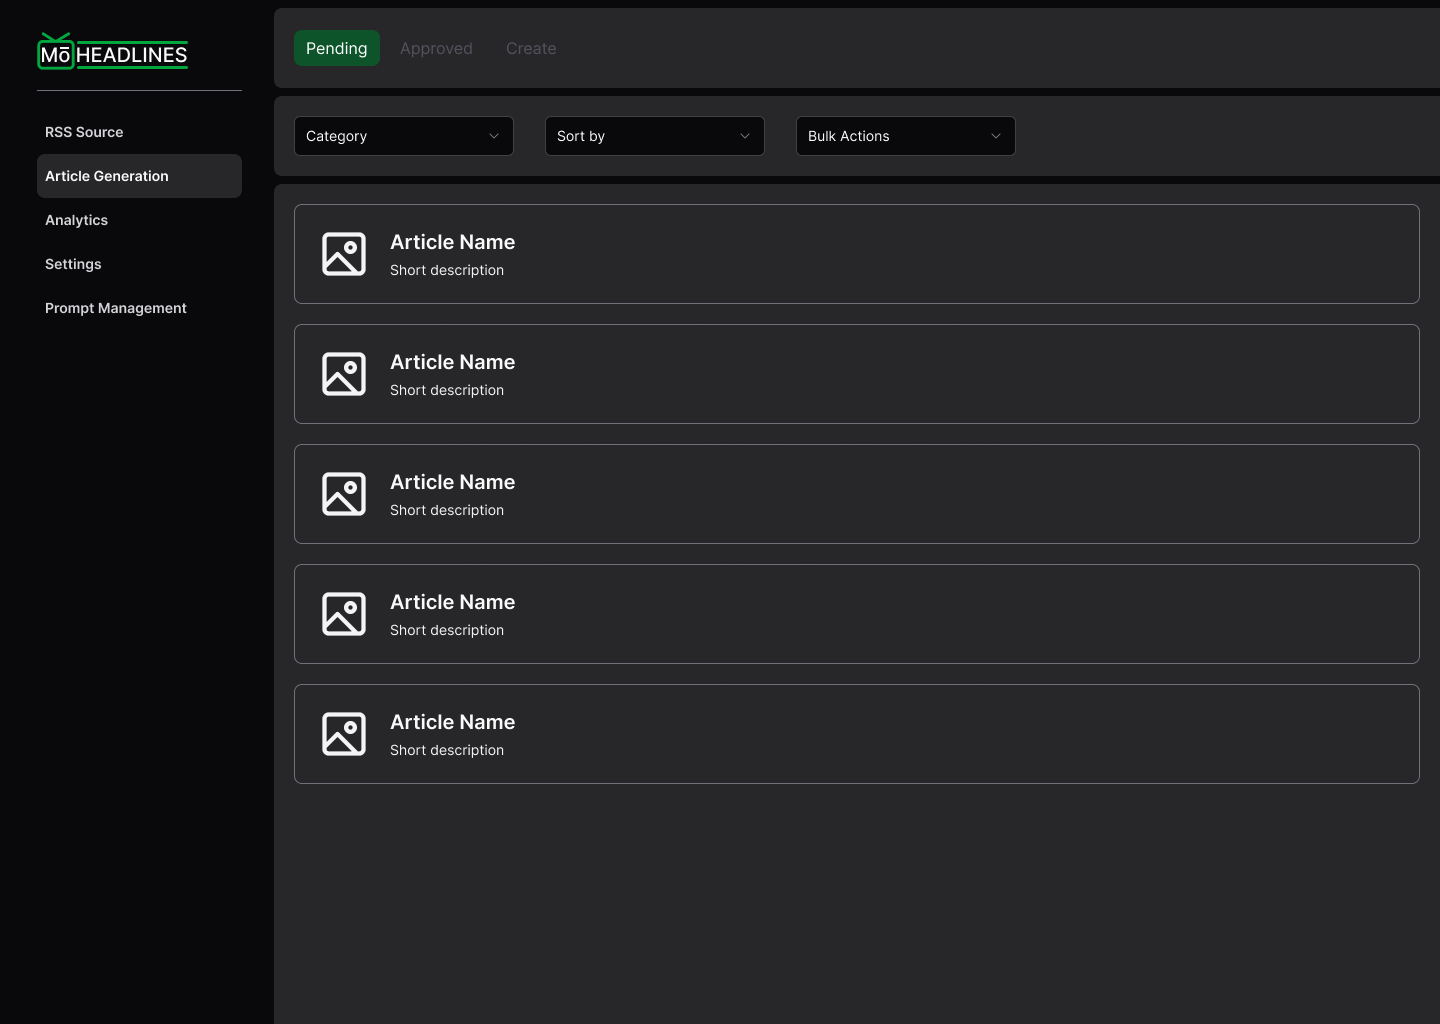 Mō HEADLINES
RSS Source
Article Generation
Analytics
Settings
Prompt Management
Pending Approved Create
Category Sort by Bulk Actions
Article Name
Short description
Article Name
Short description
Article Name
Short description
Article Name
Short description
Article Name
Short description